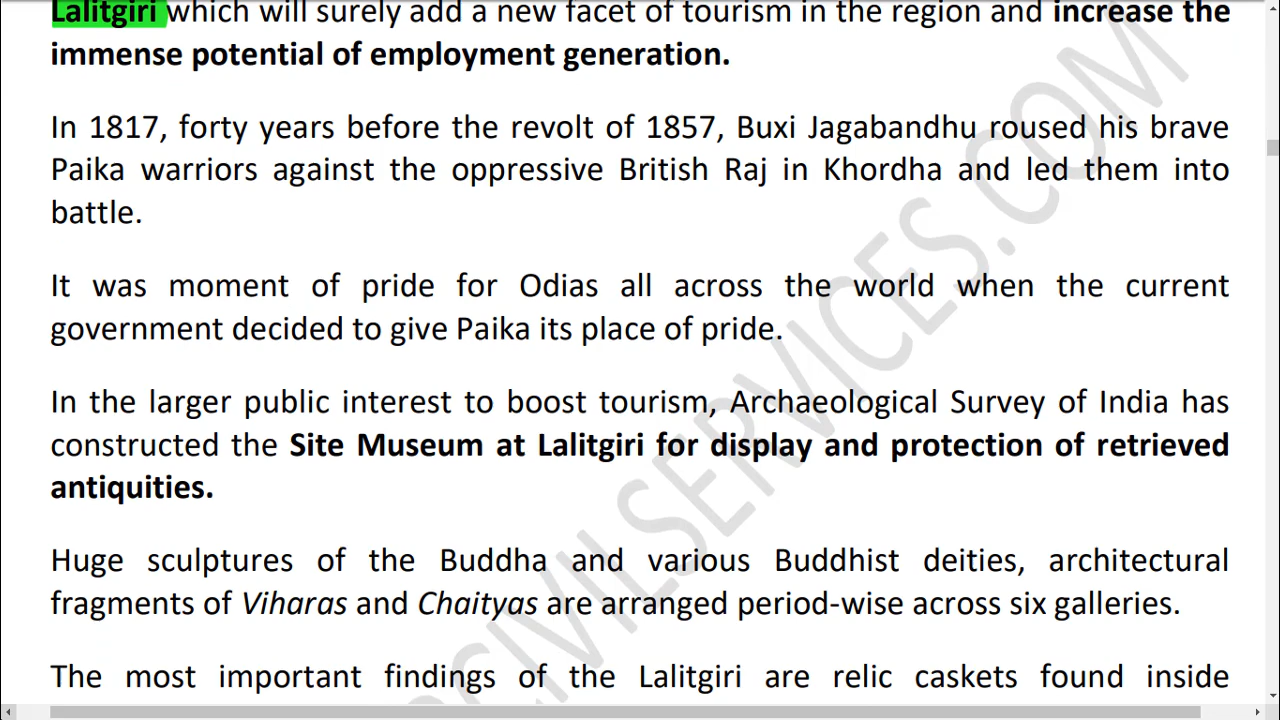 Lalitgiri which will surely add a new facet of tourism in the region and increase the
immense potential of employment generation.
In 1817, forty years before the revolt of 1857, Buxi Jagabandhu roused his brave
Paika warriors against the oppressive British Raj in Khordha and led them into
battle.
It was moment of pride for Odias all across the world when the current
government decided to give Paika its place of pride.
In the larger public interest to boost tourism, Archaeological Survey of India has
constructed the Site Museum at Lalitgiri for display and protection of retrieved
antiquities.
Huge sculptures of the Buddha and various Buddhist deities, architectural
fragments of Viharas and Chaityas are arranged period-wise across six galleries.
The most important findings of the Lalitgiri are relic caskets found inside
CIVILSERVICES.COM